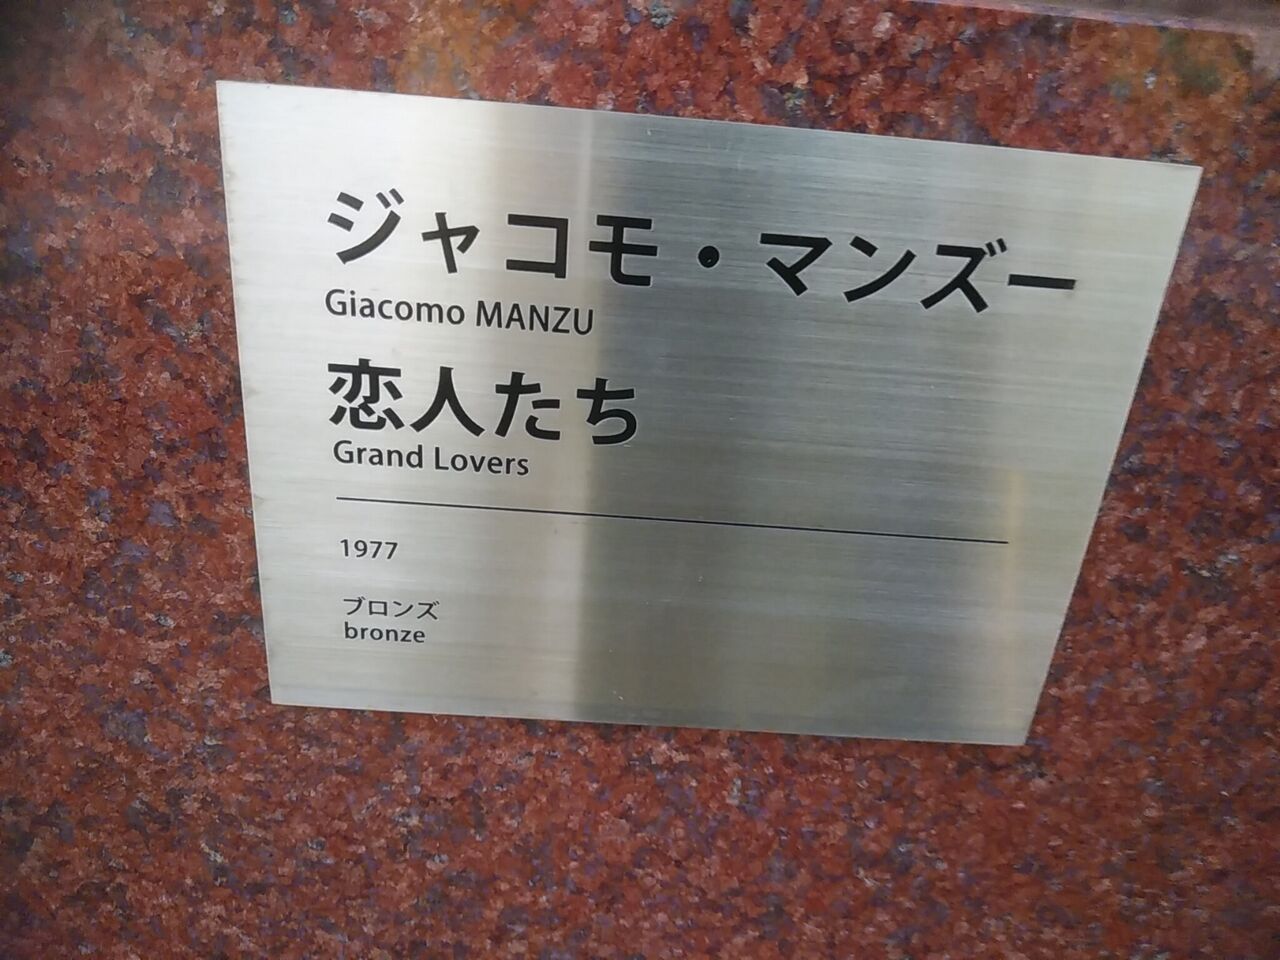 ジャコモ・マンズー
Giacomo MANZU
恋人たち
Grand Lovers
1977
ブロンズ
bronze